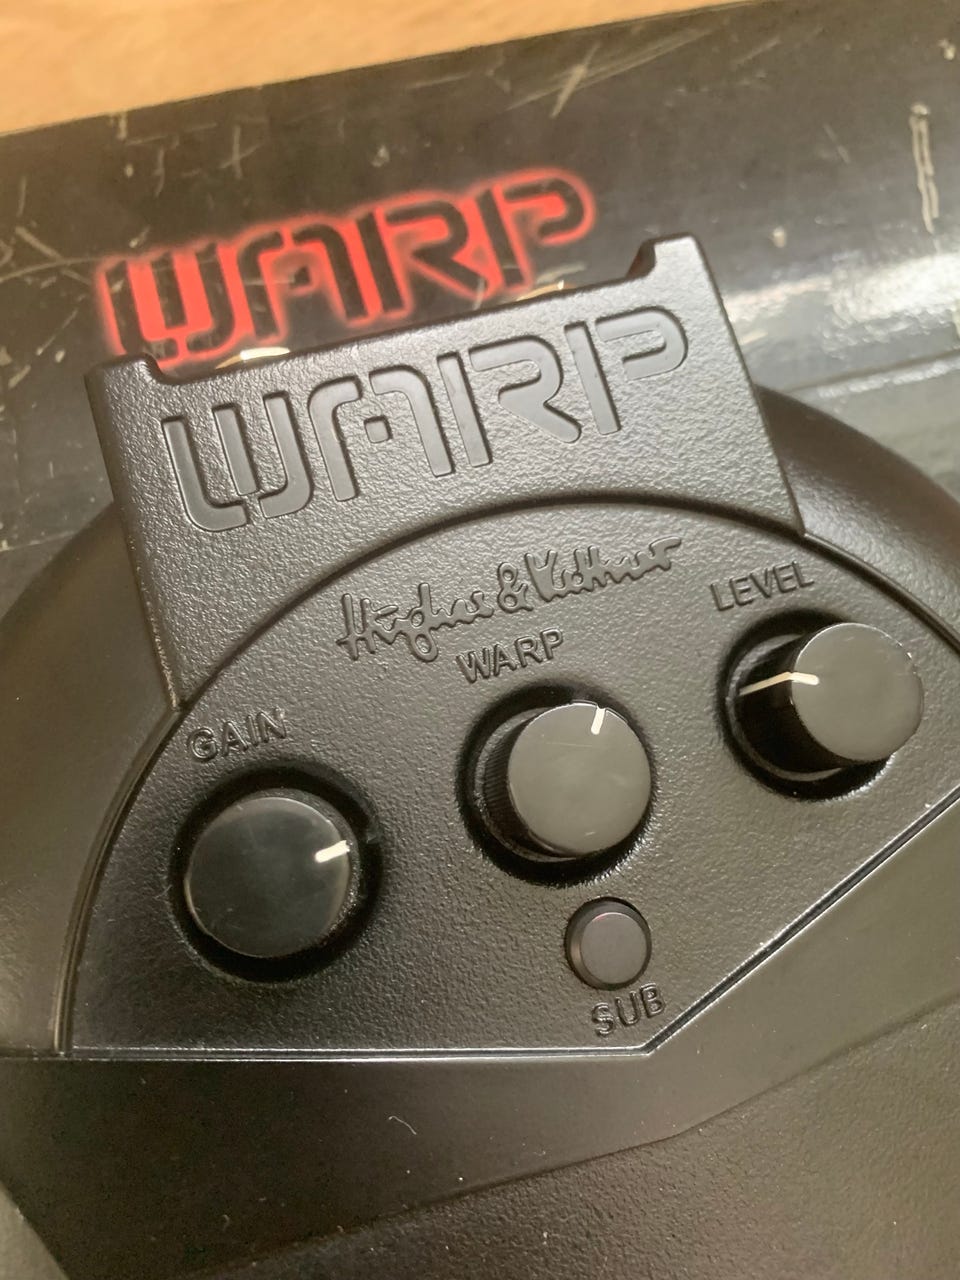 WARP
WARP
Hughes & Kettner
LEVEL
WARP
GAIN
SUB